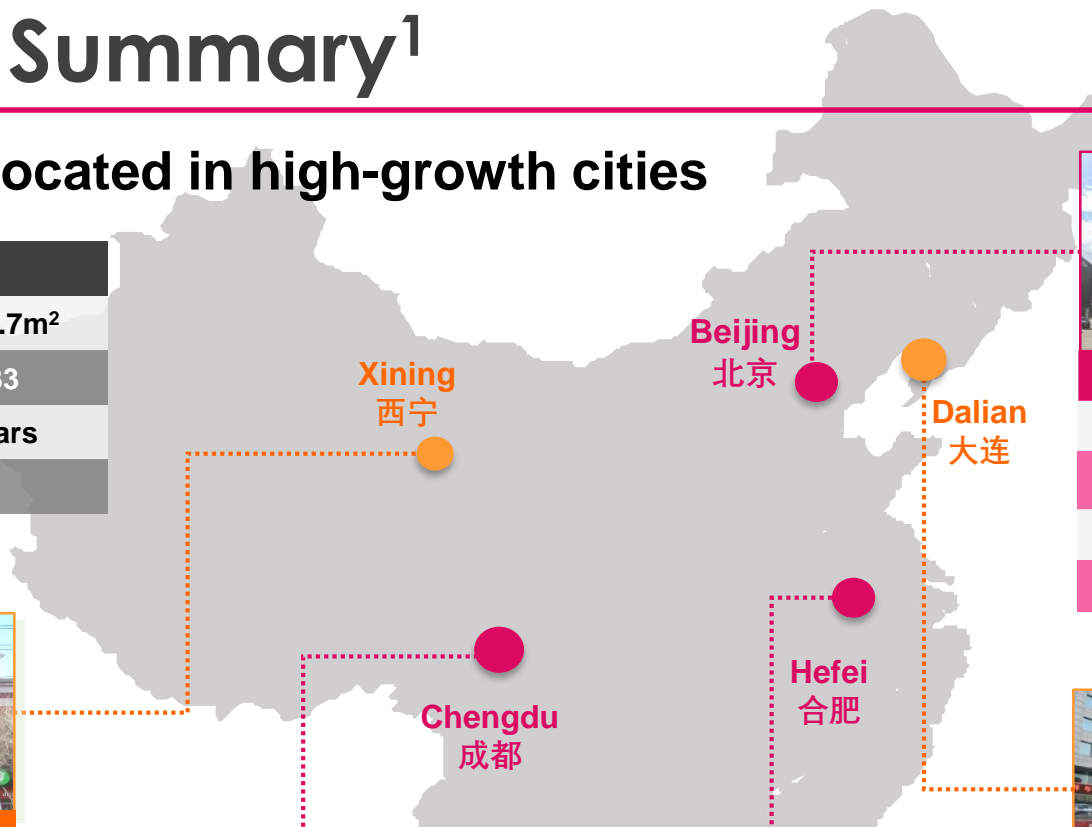 Summary¹
ocated in high-growth cities
.7m²
33
ars
Beijing
北京
Xining
西宁
Dalian
大连
Hefei
合肥
Chengdu
成都